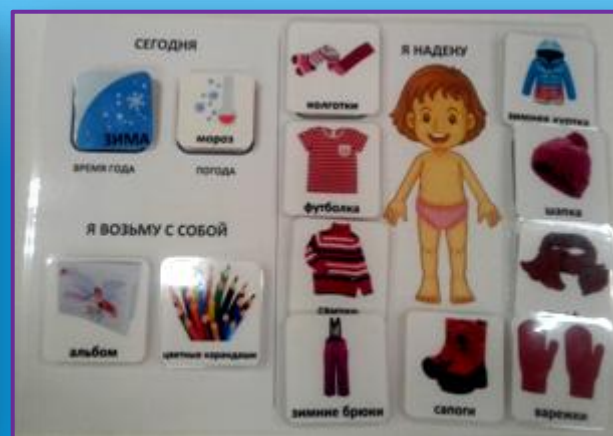 СЕГОДНЯ
ЗИМА
мороз
ВРЕМЯ ГОДА
ПОГОДА
Я ВОЗЬМУ С СОБОЙ
альбом
цветные карандаши
Я НАДЕНУ
колготки
зимняя куртка
футболка
шапка
зимние брюки
сапоги
варежки